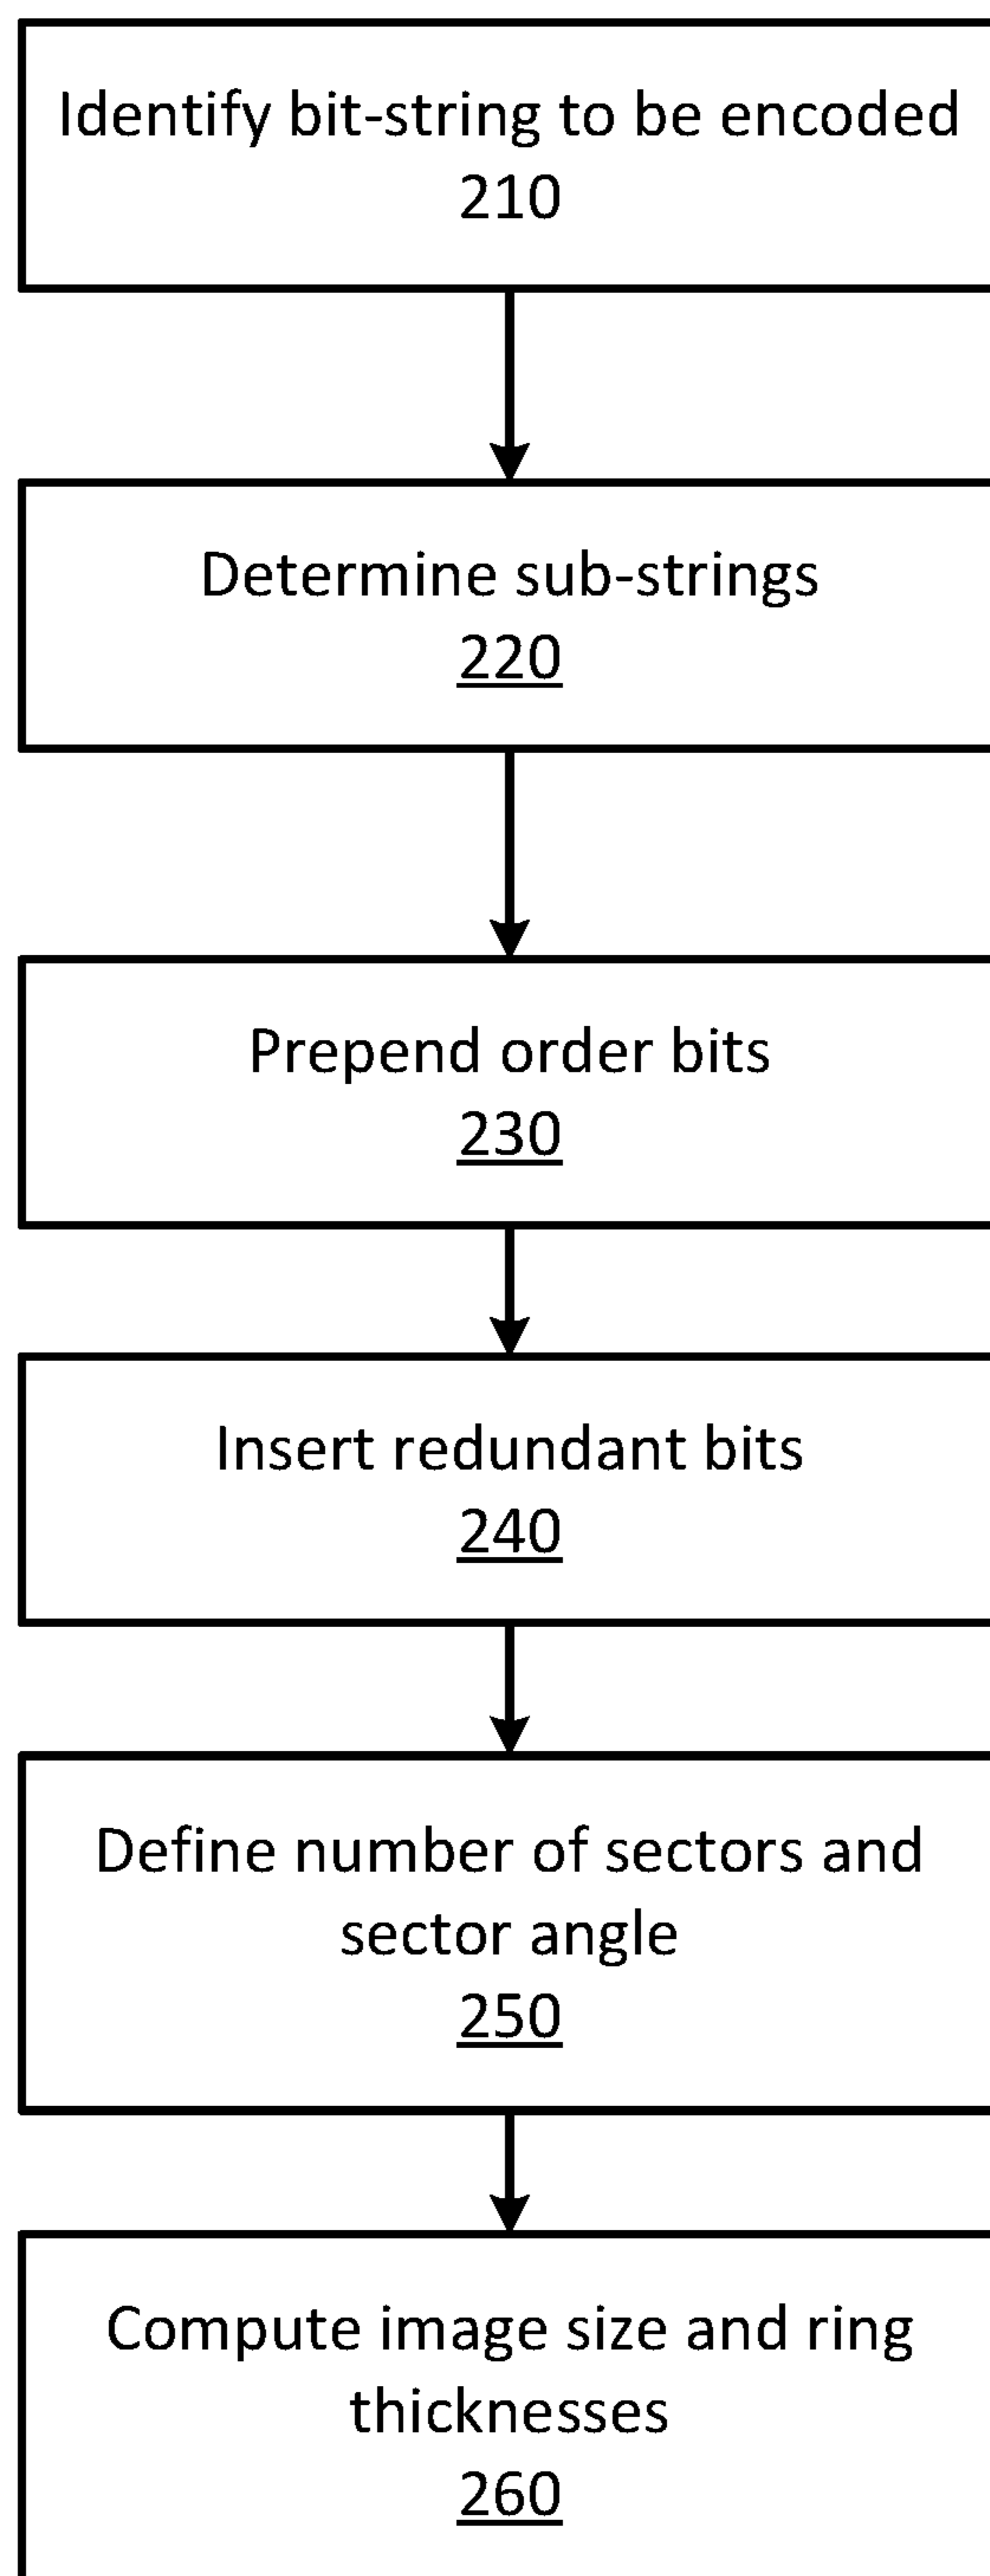 Identify bit-string to be encoded
210
Determine sub-strings
220
Prepend order bits
230
Insert redundant bits
240
Define number of sectors and
sector angle
250
Compute image size and ring
thicknesses
260